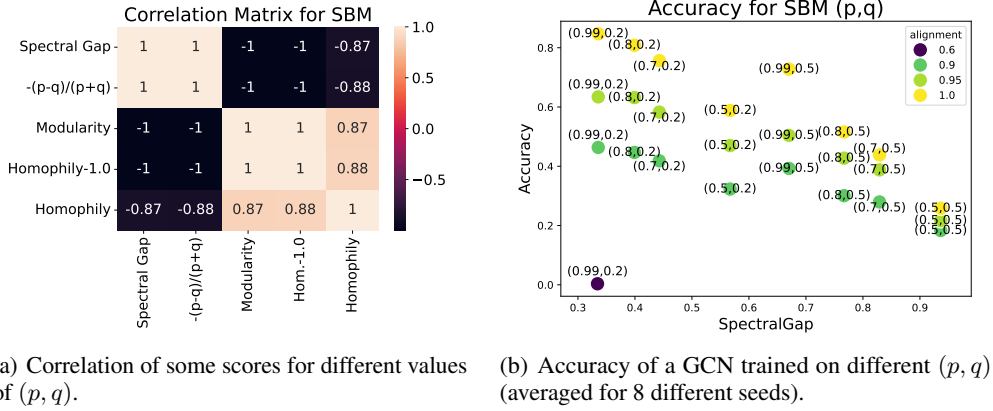 Correlation Matrix for SBM
Spectral Gap 1 1 -1 -1 -0.87
-(p-q)/(p+q) 1 1 -1 -1 -0.88
Modularity -1 -1 1 1 0.87
Homophily-1.0 -1 -1 1 1 0.88
Homophily -0.87 -0.88 0.87 0.88 1
Spectral Gap
-(p-q)/(p+q)
Modularity
Hom.-1.0
Homophily
1.0
0.5
0.0
−0.5
a) Correlation of some scores for different values
of (p, q).
Accuracy for SBM (p,q)
Accuracy
0.8
0.6
0.4
0.2
0.0
alignment
0.6
0.9
0.95
1.0
(0.99,0.2)
(0.8,0.2)
(0.7,0.2)
(0.99,0.5)
(0.99,0.2)
(0.8,0.2)
(0.7,0.2)
(0.5,0.2)
(0.99,0.2)
(0.8,0.2)
(0.7,0.2)
(0.5,0.2)
(0.99,0.5)
(0.8,0.5)
(0.7,0.5)
(0.8,0.5)
(0.7,0.5)
(0.5,0.2)
(0.99,0.5)
(0.8,0.5)
(0.7,0.5)
(0.5,0.5)
(0.5,0.5)
(0.5,0.5)
(0.99,0.2)
0.3 0.4 0.5 0.6 0.7 0.8 0.9
SpectralGap
(b) Accuracy of a GCN trained on different (p, q)
(averaged for 8 different seeds).